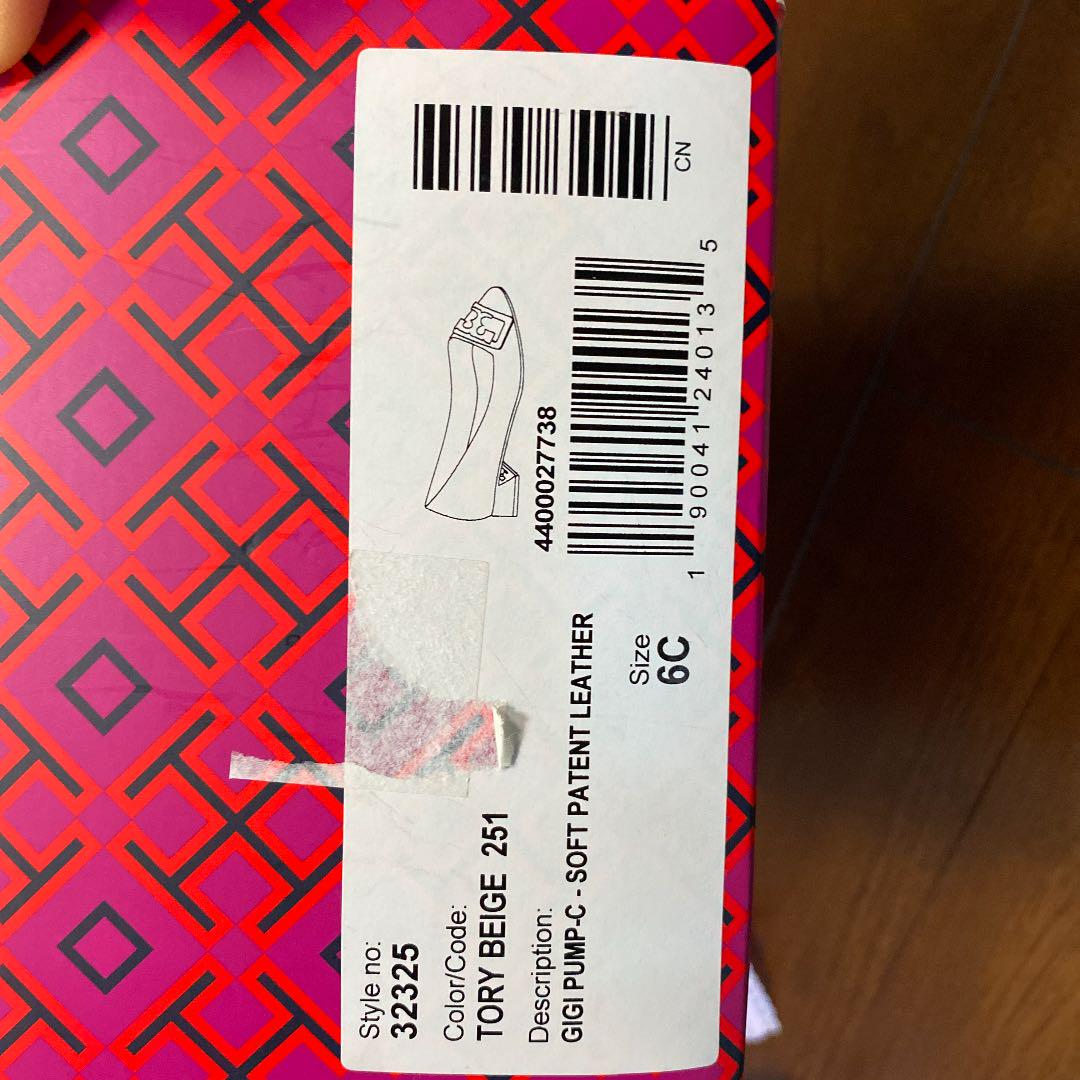 Style no:
32325
Color/Code:
TORY BEIGE 251
Description:
GIGI PUMP-C - SOFT PATENT LEATHER
Size
6C
4400027738
1 90041 24013 5
CN